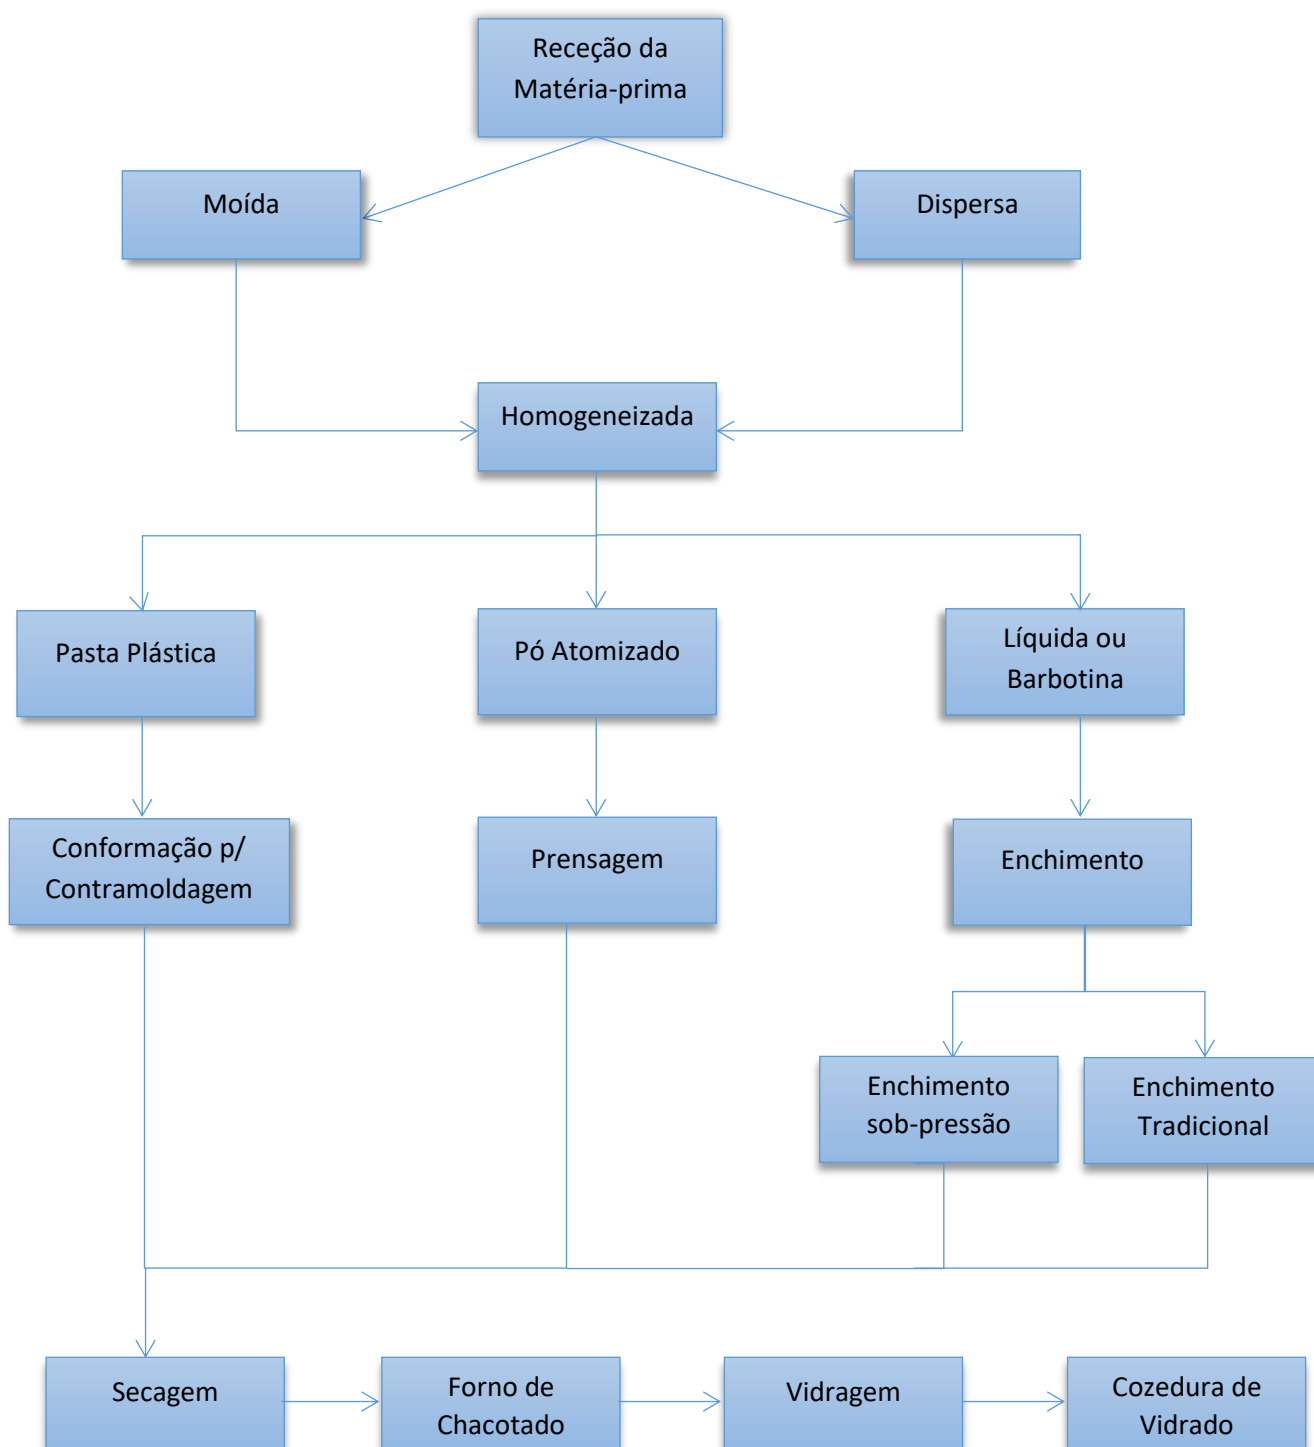 Receção da
Matéria-prima
Moída
Dispersa
Homogeneizada
Pasta Plástica
Pó Atomizado
Líquida ou
Barbotina
Conformação p/
Contramoldagem
Prensagem
Enchimento
Enchimento
sob-pressão
Enchimento
Tradicional
Secagem
Forno de
Chacotado
Vidragem
Cozedura de
Vidrado